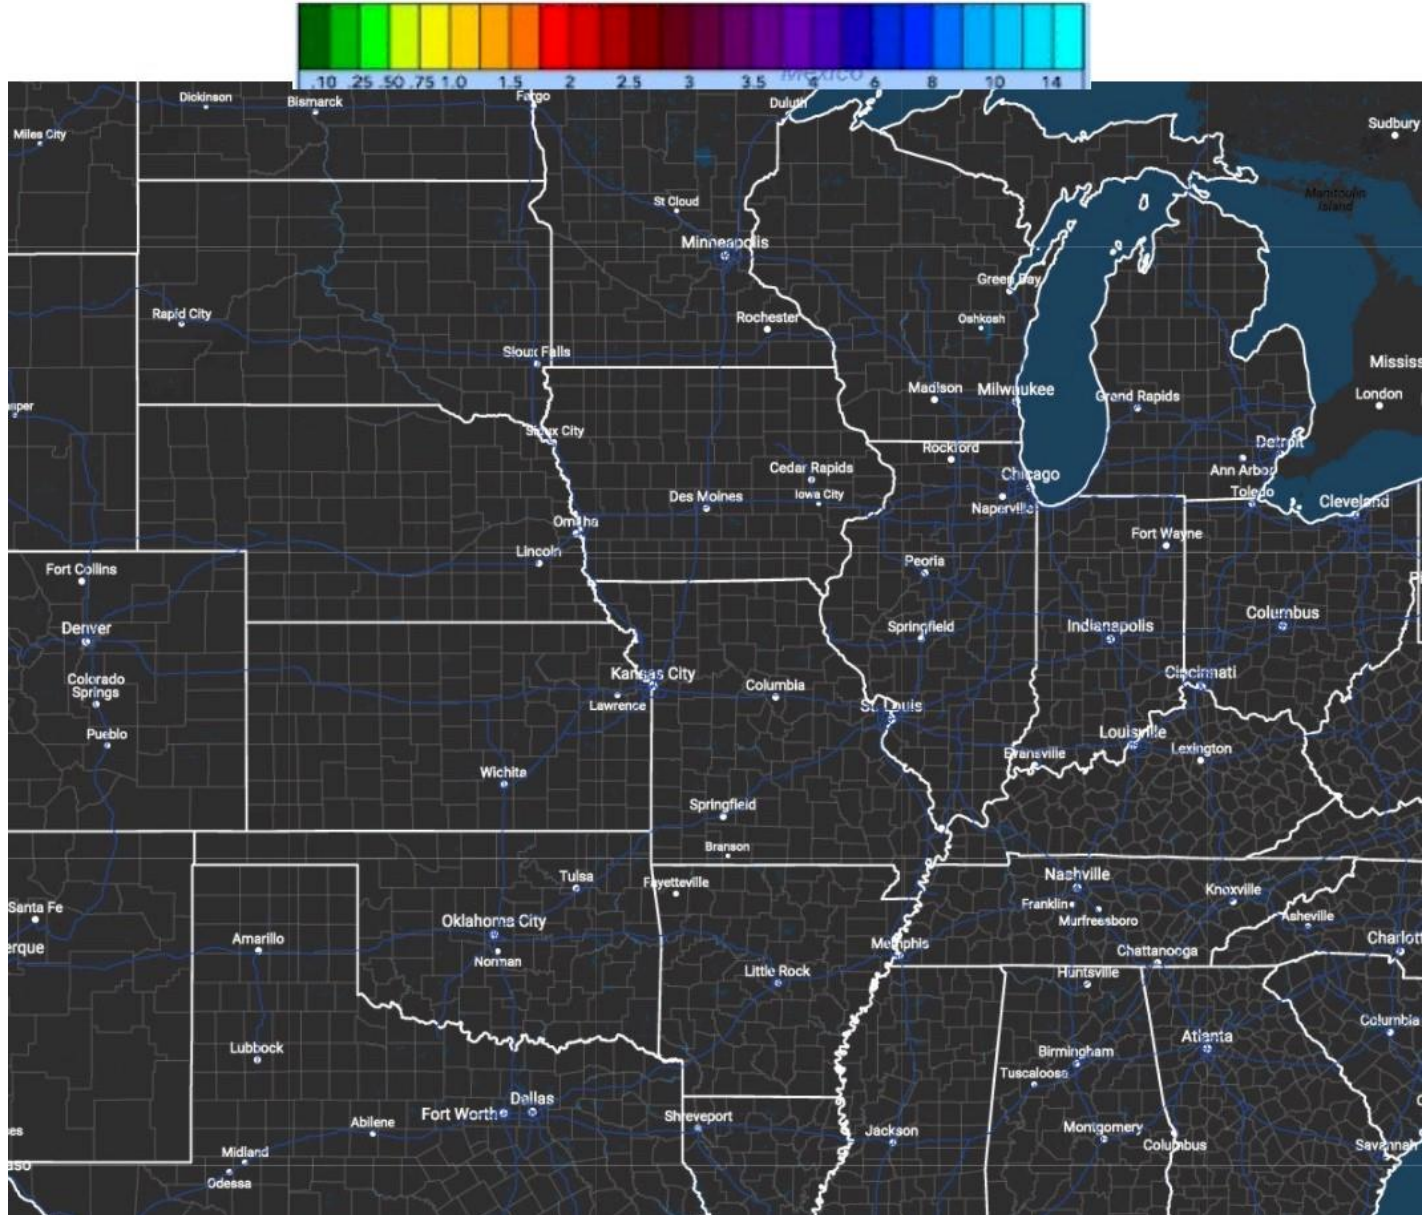 .10 .25 .50 .75 1.0 1.5 2 2.5 3 3.5 4 6 8 10 14
Mexico
Dickinson
Bismarck
Fargo
Duluth
Miles City
Sudbury
Manitoulin
Island
St Cloud
Minneapolis
Green Bay
Rapid City
Rochester
Oshkosh
Sioux Falls
Mississ
Madison
Milwaukee
Grand Rapids
London
Sioux City
Rockford
Detroit
Cedar Rapids
Chicago
Ann Arbor
Des Moines
Iowa City
Naperville
Toledo
Cleveland
Omaha
Lincoln
Fort Wayne
Fort Collins
Peoria
Denver
Springfield
Indianapolis
Columbus
Colorado
Springs
Kansas City
Columbia
Cincinnati
Lawrence
St. Louis
Pueblo
Evansville
Louisville
Lexington
Wichita
Springfield
Branson
Tulsa
Fayetteville
Nashville
Knoxville
Santa Fe
Franklin
Murfreesboro
Asheville
Oklahoma City
Amarillo
Memphis
Chattanooga
Charlott
erque
Norman
Little Rock
Huntsville
Lubbock
Birmingham
Atlanta
Columbia
Tuscaloosa
Fort Worth
Dallas
Abilene
Shreveport
Jackson
Montgomery
Columbus
Savannah
Midland
Odessa